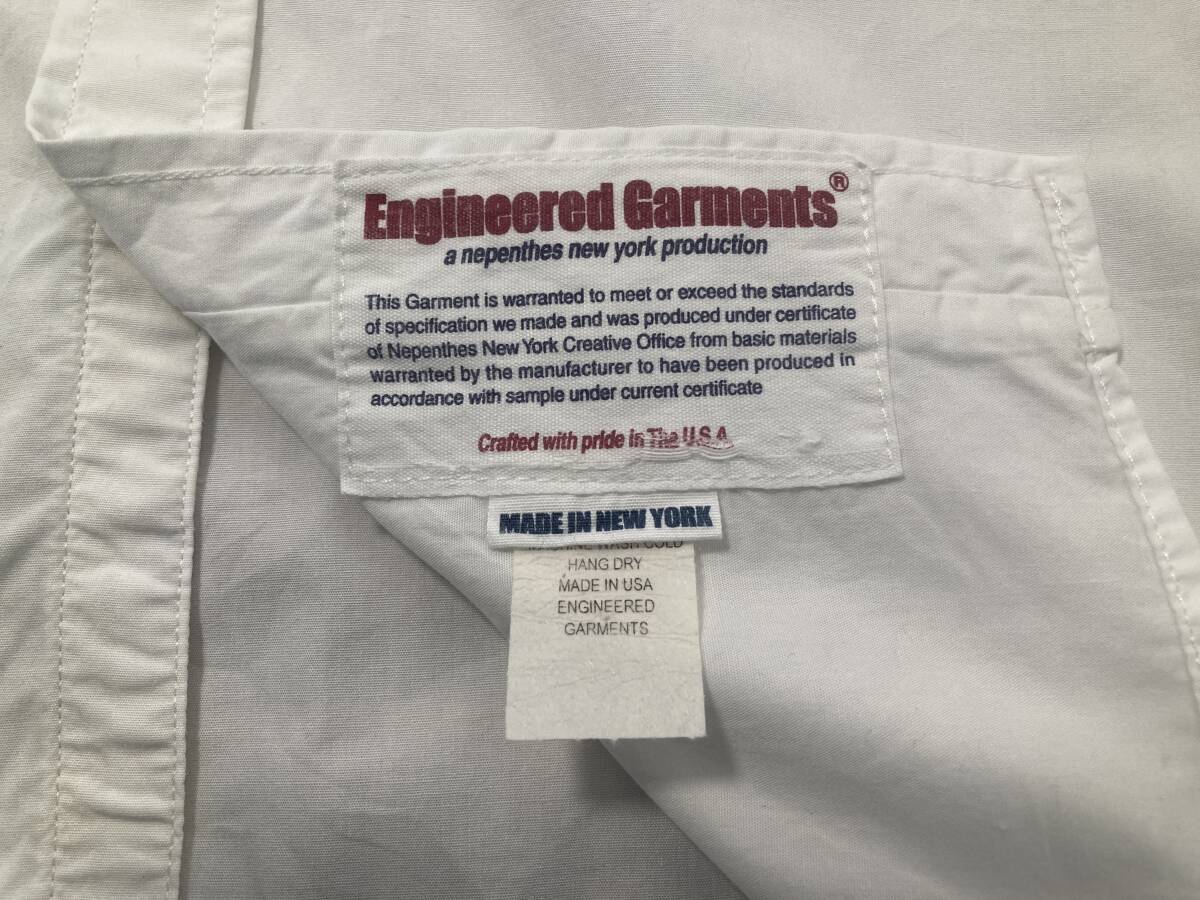 Engineered Garments®
a nepenthes new york production
This Garment is warranted to meet or exceed the standards
of specification we made and was produced under certificate
of Nepenthes New York Creative Office from basic materials
warranted by the manufacturer to have been produced in
accordance with sample under current certificate
Crafted with pride in The U.S.A.
MADE IN NEW YORK
MACHINE WASH COLD
HANG DRY
MADE IN USA
ENGINEERED
GARMENTS